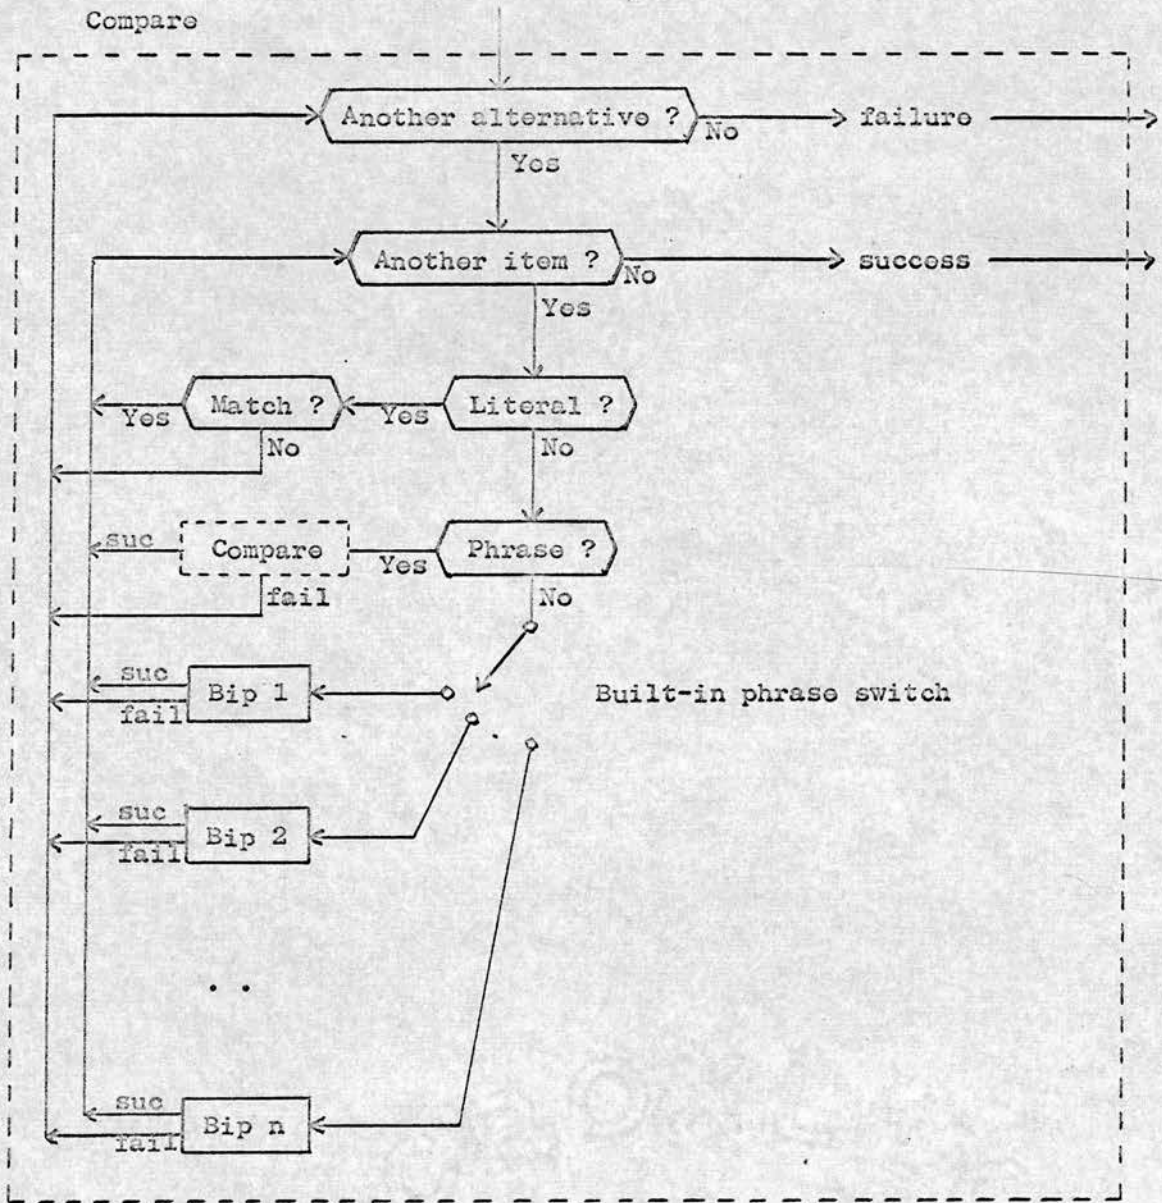 Compare
Another alternative ?
No
failure
Yes
Another item ?
No
success
Yes
Match ?
Yes
Yes
Literal ?
No
No
suc
Compare
Yes
Phrase ?
fail
No
suc
Bip 1
fail
Built-in phrase switch
suc
Bip 2
fail
. .
suc
Bip n
fail